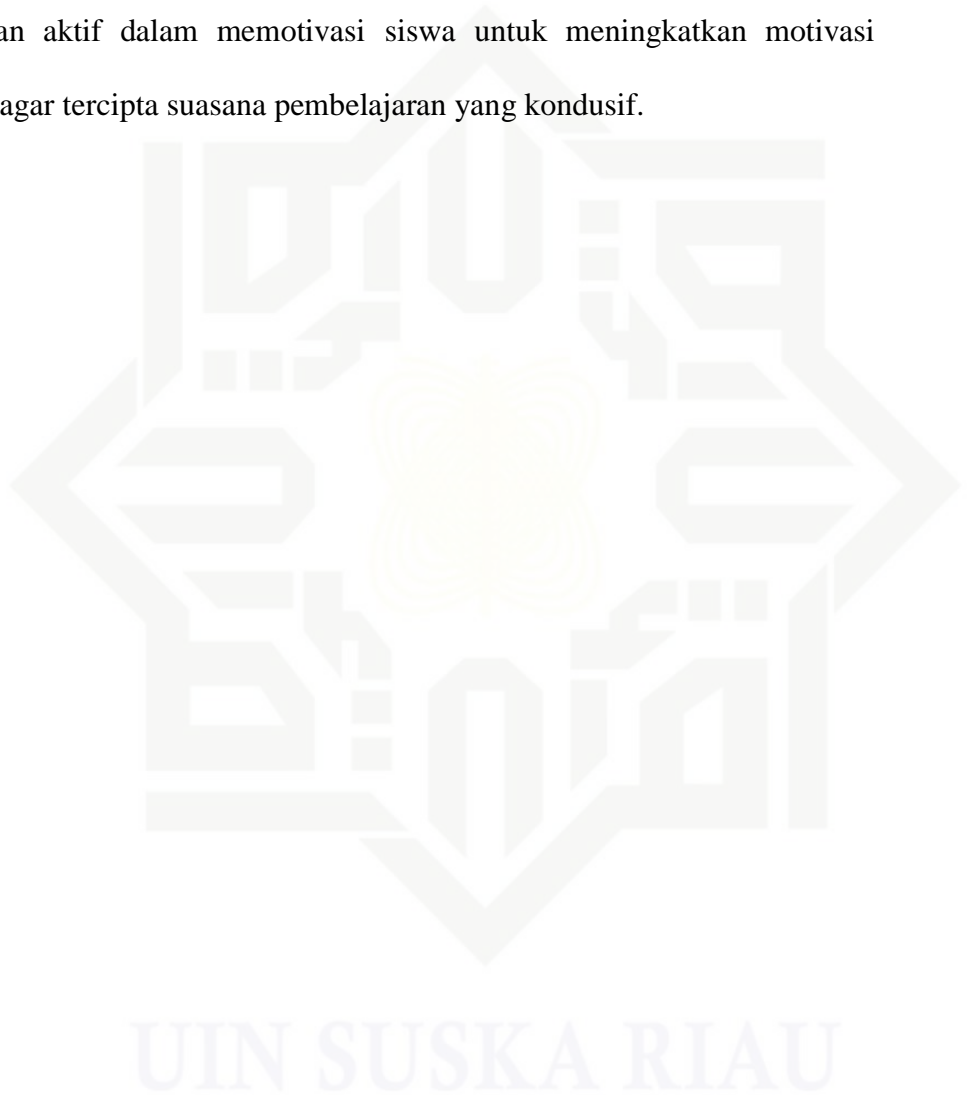 an aktif dalam memotivasi siswa untuk meningkatkan motivasi
agar tercipta suasana pembelajaran yang kondusif.
UIN SUSKA RIAU